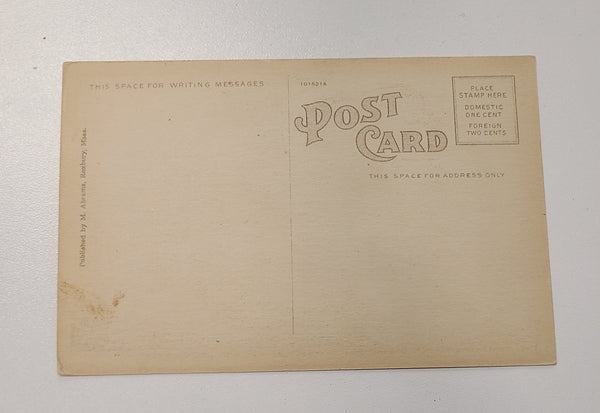 THIS SPACE FOR WRITING MESSAGES
Published by M. Abrams, Roxbury, Mass.
101621A
POST
CARD
PLACE
STAMP HERE
DOMESTIC
ONE CENT
FOREIGN
TWO CENTS
THIS SPACE FOR ADDRESS ONLY